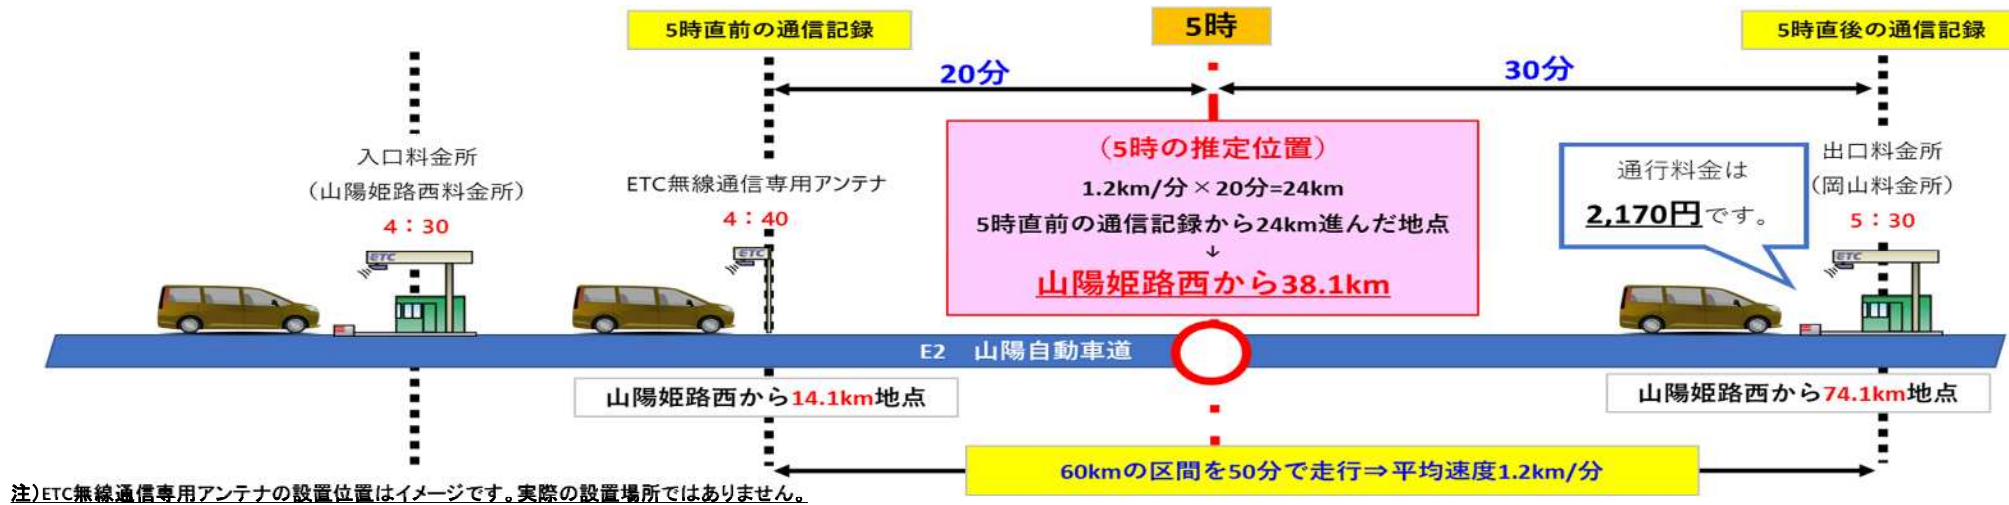 5時直前の通信記録
5時
5時直後の通信記録
20分
30分
入口料金所
（山陽姫路西料金所）
4：30
ETC無線通信専用アンテナ
4：40
（5時の推定位置）
1.2km/分×20分=24km
5時直前の通信記録から24km進んだ地点
↓
山陽姫路西から38.1km
通行料金は
2,170円です。
出口料金所
（岡山料金所）
5：30
ETC
ETC
ETC
E2　山陽自動車道
山陽姫路西から14.1km地点
山陽姫路西から74.1km地点
60kmの区間を50分で走行⇒平均速度1.2km/分
注）ETC無線通信専用アンテナの設置位置はイメージです。実際の設置場所ではありません。